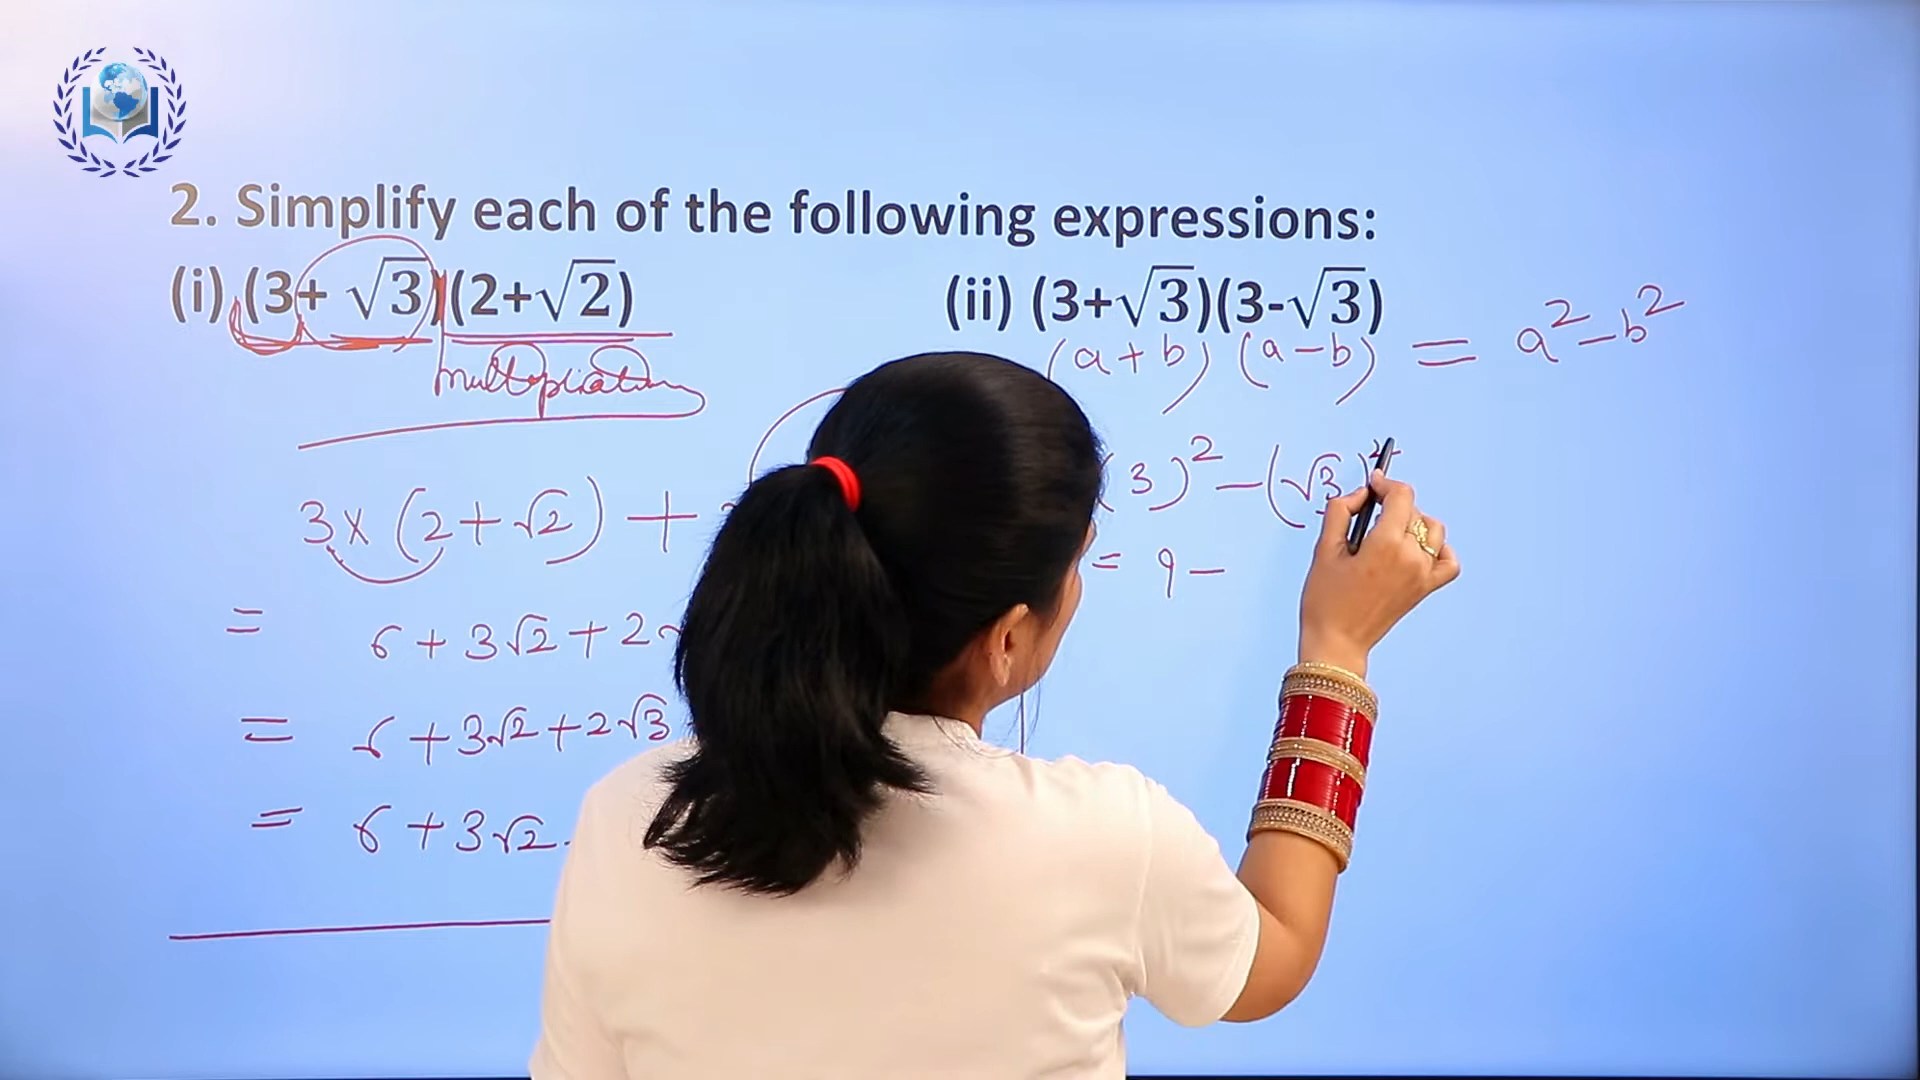 2. Simplify each of the following expressions:
(i) (3+ √3)(2+√2)
multiplication
3 × (2+√2) +
= 6 + 3√2 + 2
= 6 + 3√2 + 2√3
= 6 + 3√2
(ii) (3+√3)(3-√3)
(a + b) (a - b) = a² - b²
(3)² - (√3)²
= 9 -